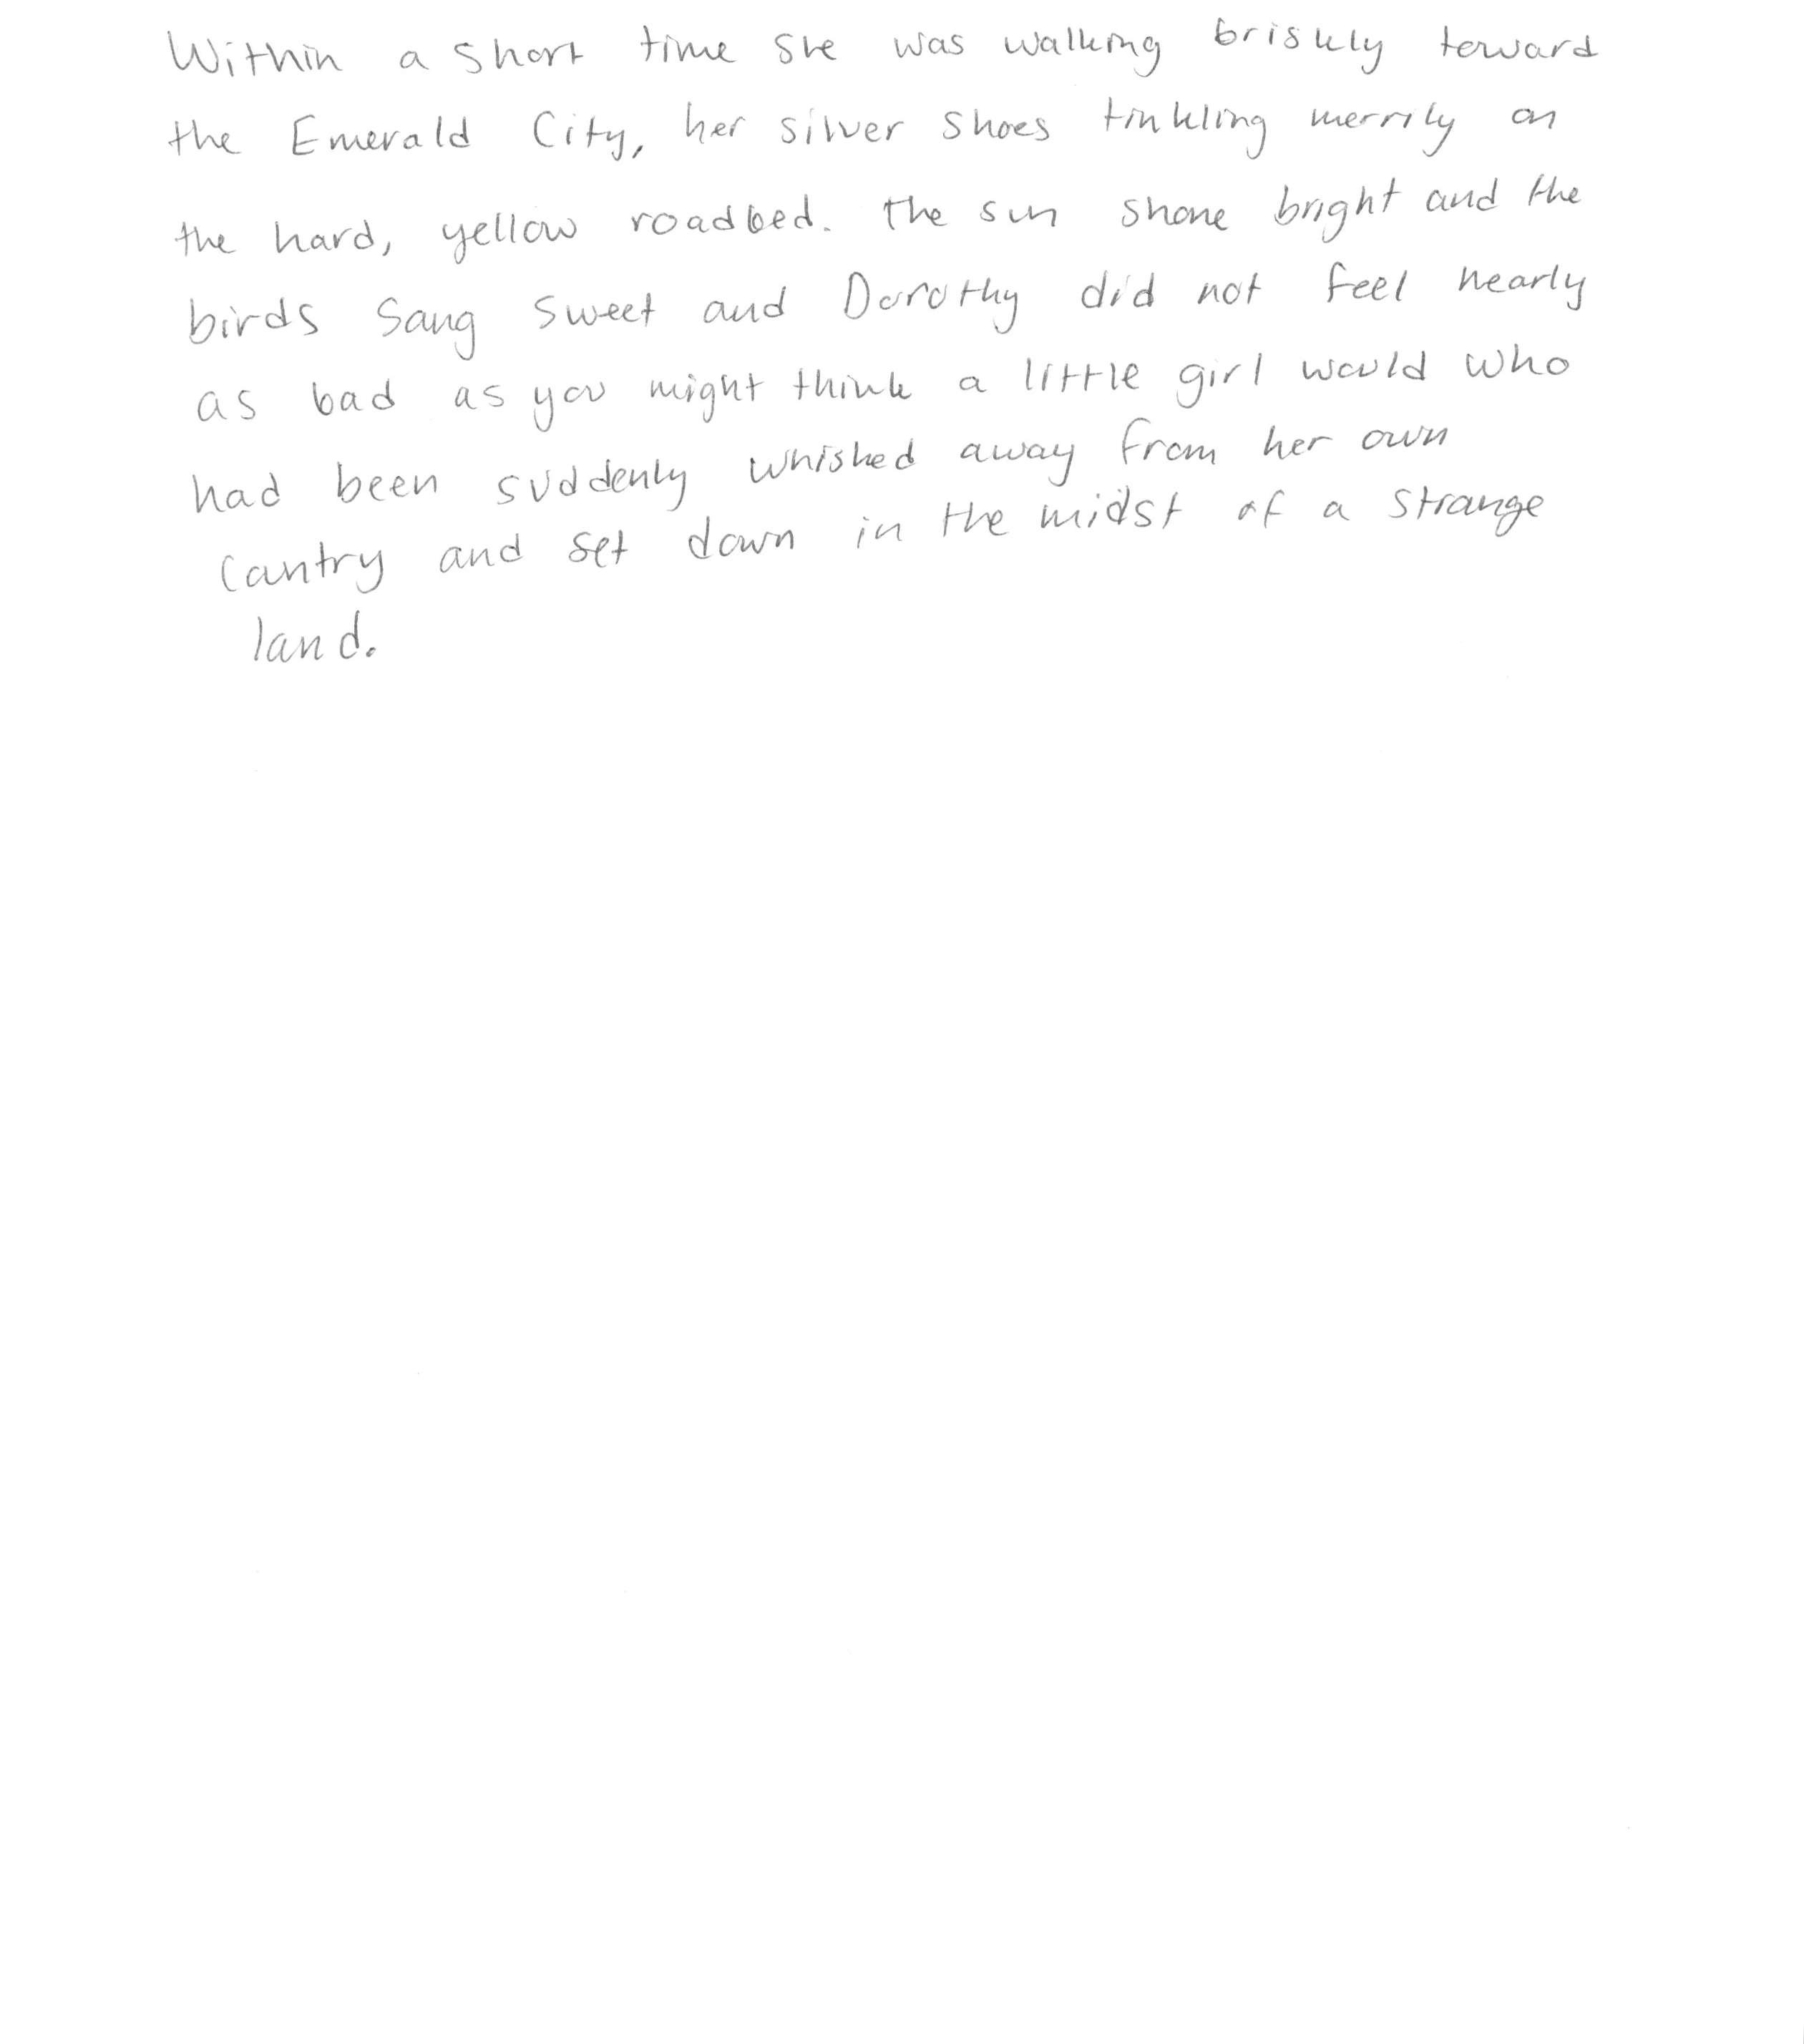 Within a short time she was walking briskly toward
the Emerald City, her silver shoes tinkling merrily on
the hard, yellow roadbed. The sun shone bright and the
birds sang sweet and Dorothy did not feel nearly
as bad as you might think a little girl would who
had been suddenly whisked away from her own
country and set down in the midst of a strange
land.